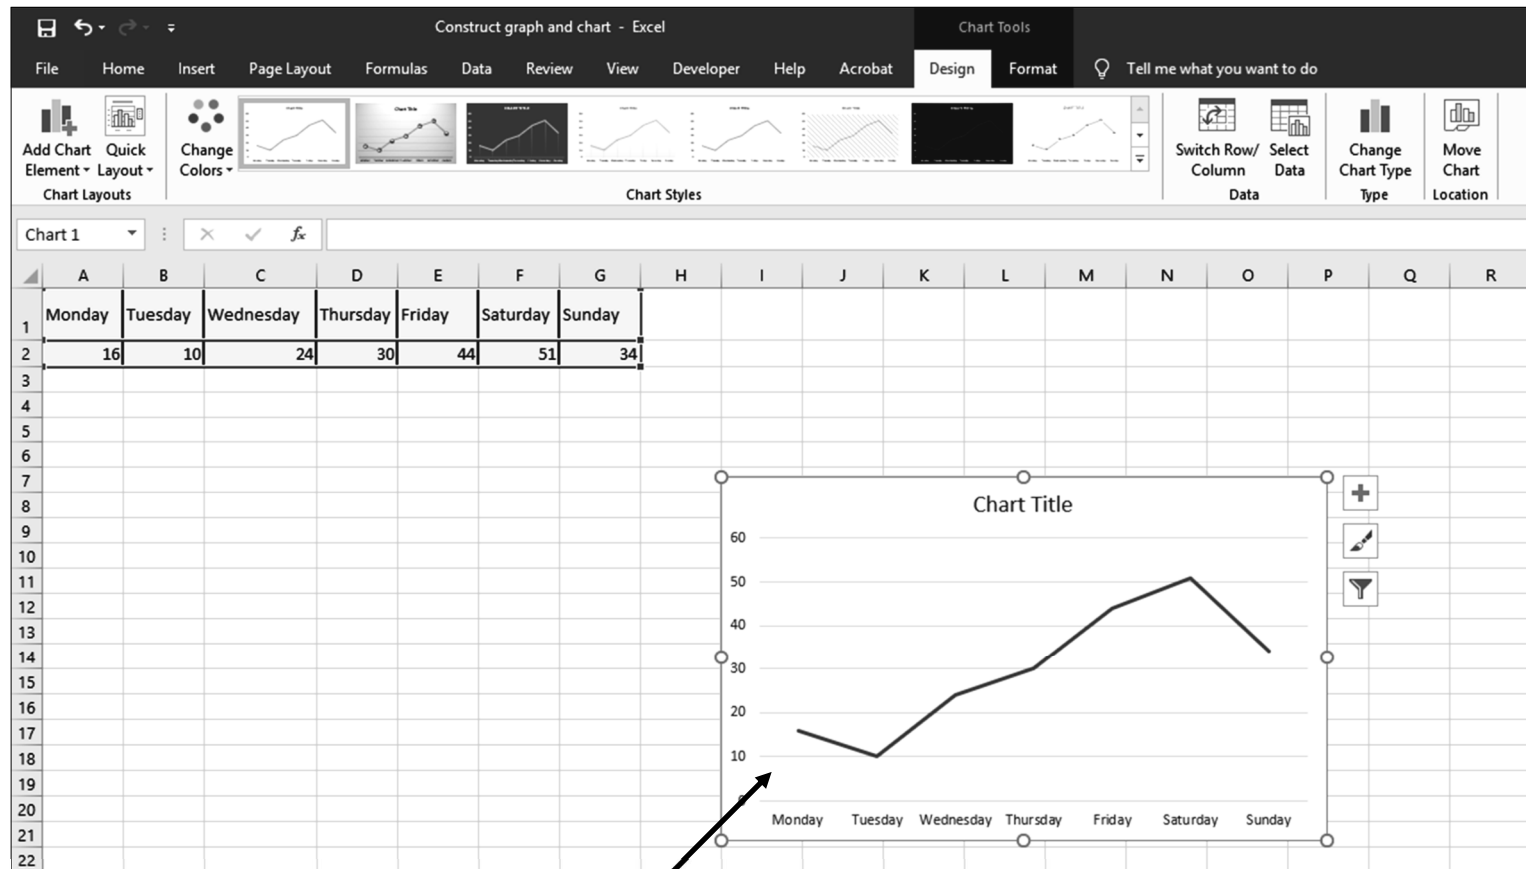 Construct graph and chart - Excel
Chart Tools
File Home Insert Page Layout Formulas Data Review View Developer Help Acrobat Design Format Tell me what you want to do
Add Chart Element Quick Layout
Chart Layouts
Change Colors
Chart Styles
Switch Row/ Column Select Data
Data
Change Chart Type
Type
Move Chart
Location
Chart 1
fx
A B C D E F G H I J K L M N O P Q R
1 Monday Tuesday Wednesday Thursday Friday Saturday Sunday
2 16 10 24 30 44 51 34
3
4
5
6
7
8
9
10
11
12
13
14
15
16
17
18
19
20
21
22
Chart Title
60
50
40
30
20
10
Monday Tuesday Wednesday Thursday Friday Saturday Sunday